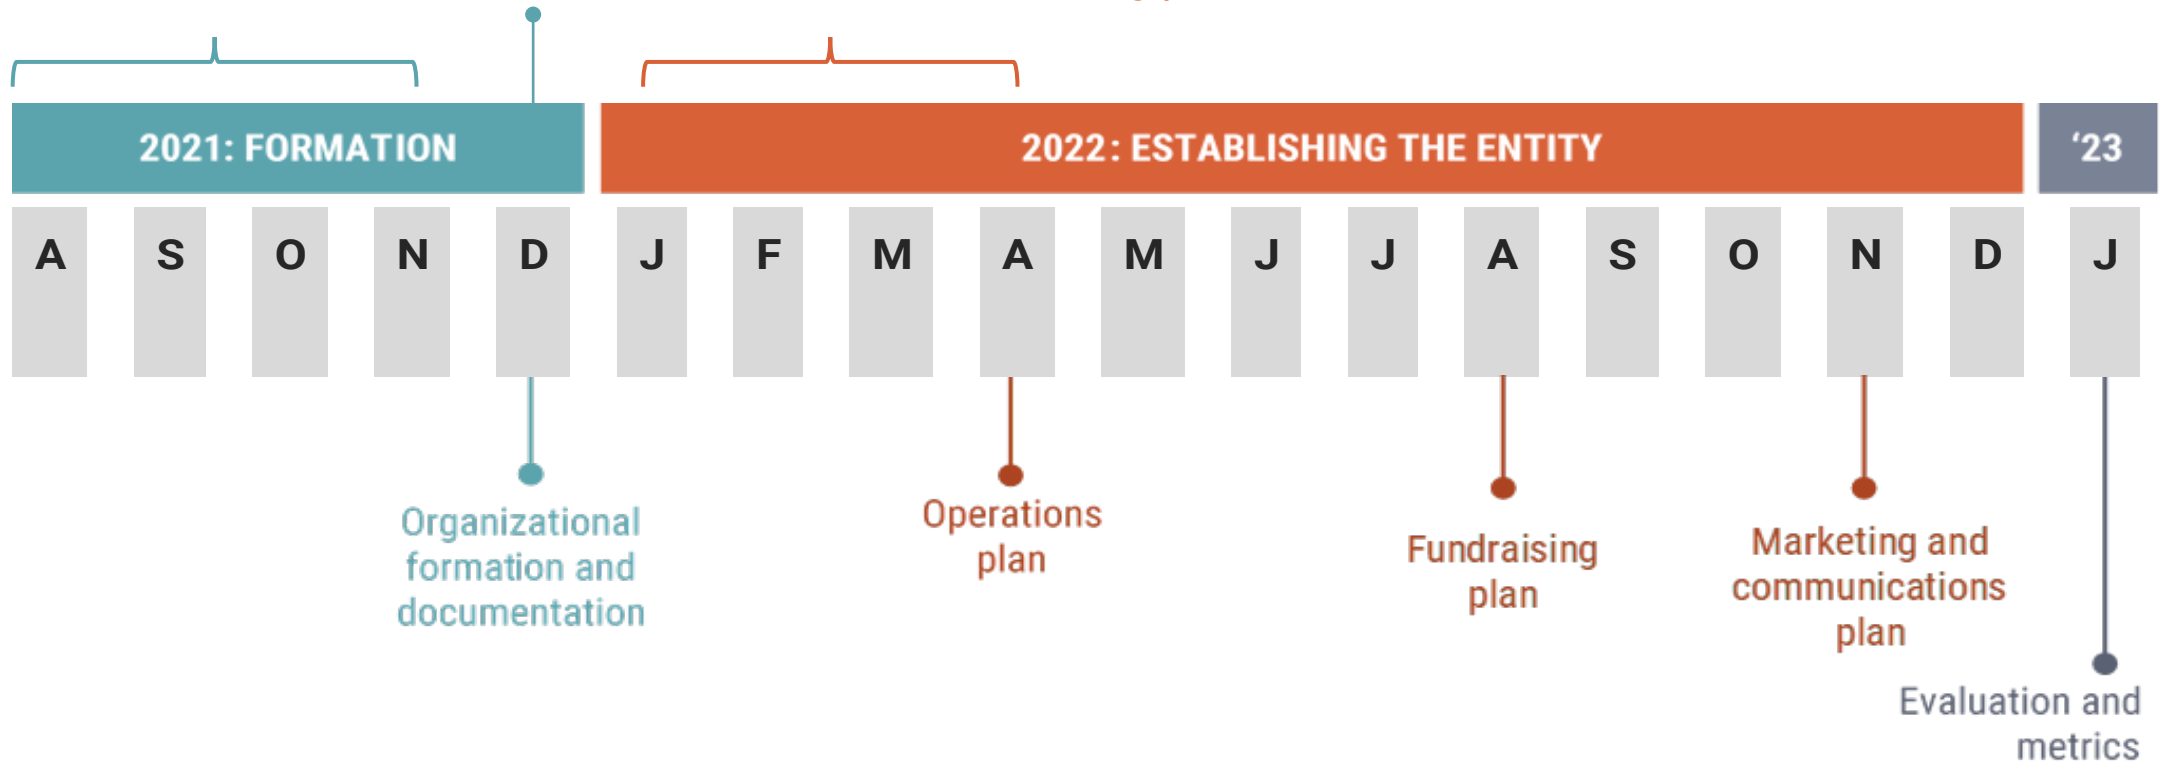 2021: FORMATION
2022: ESTABLISHING THE ENTITY
‘23
A S O N D J F M A M J J A S O N D J
Organizational
formation and
documentation
Operations
plan
Fundraising
plan
Marketing and
communications
plan
Evaluation and
metrics